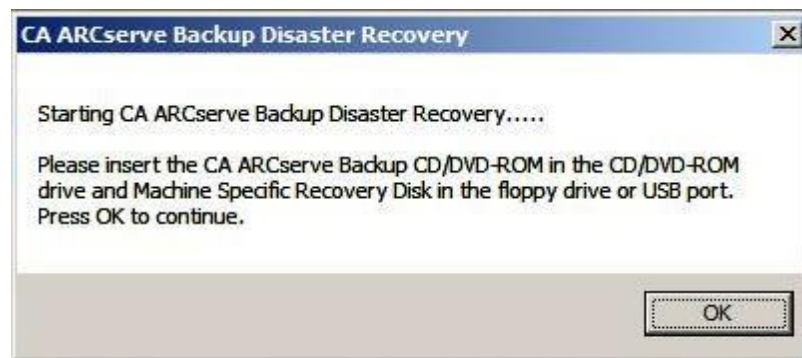 CA ARCserve Backup Disaster Recovery
Starting CA ARCserve Backup Disaster Recovery.....
Please insert the CA ARCserve Backup CD/DVD-ROM in the CD/DVD-ROM
drive and Machine Specific Recovery Disk in the floppy drive or USB port.
Press OK to continue.
OK